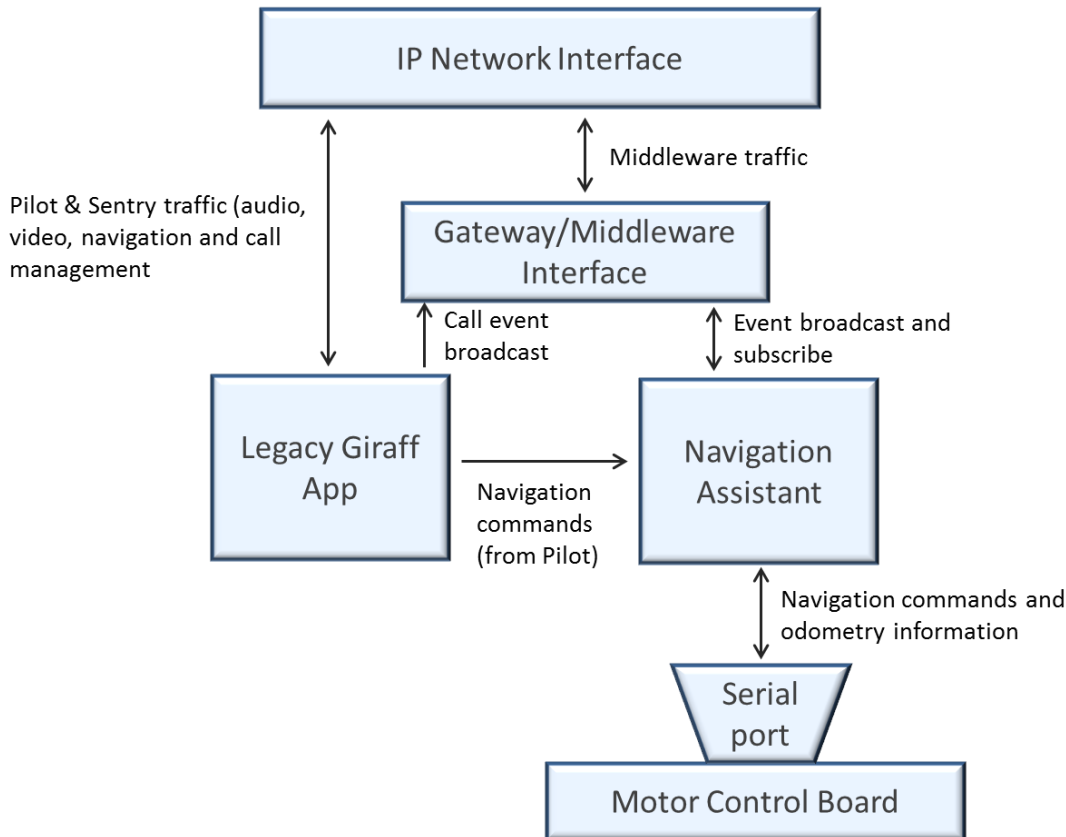 IP Network Interface
Middleware traffic
Pilot & Sentry traffic (audio,
video, navigation and call
management
Gateway/Middleware
Interface
Call event
broadcast
Event broadcast and
subscribe
Legacy Giraff
App
Navigation
commands
(from Pilot)
Navigation
Assistant
Navigation commands and
odometry information
Serial
port
Motor Control Board